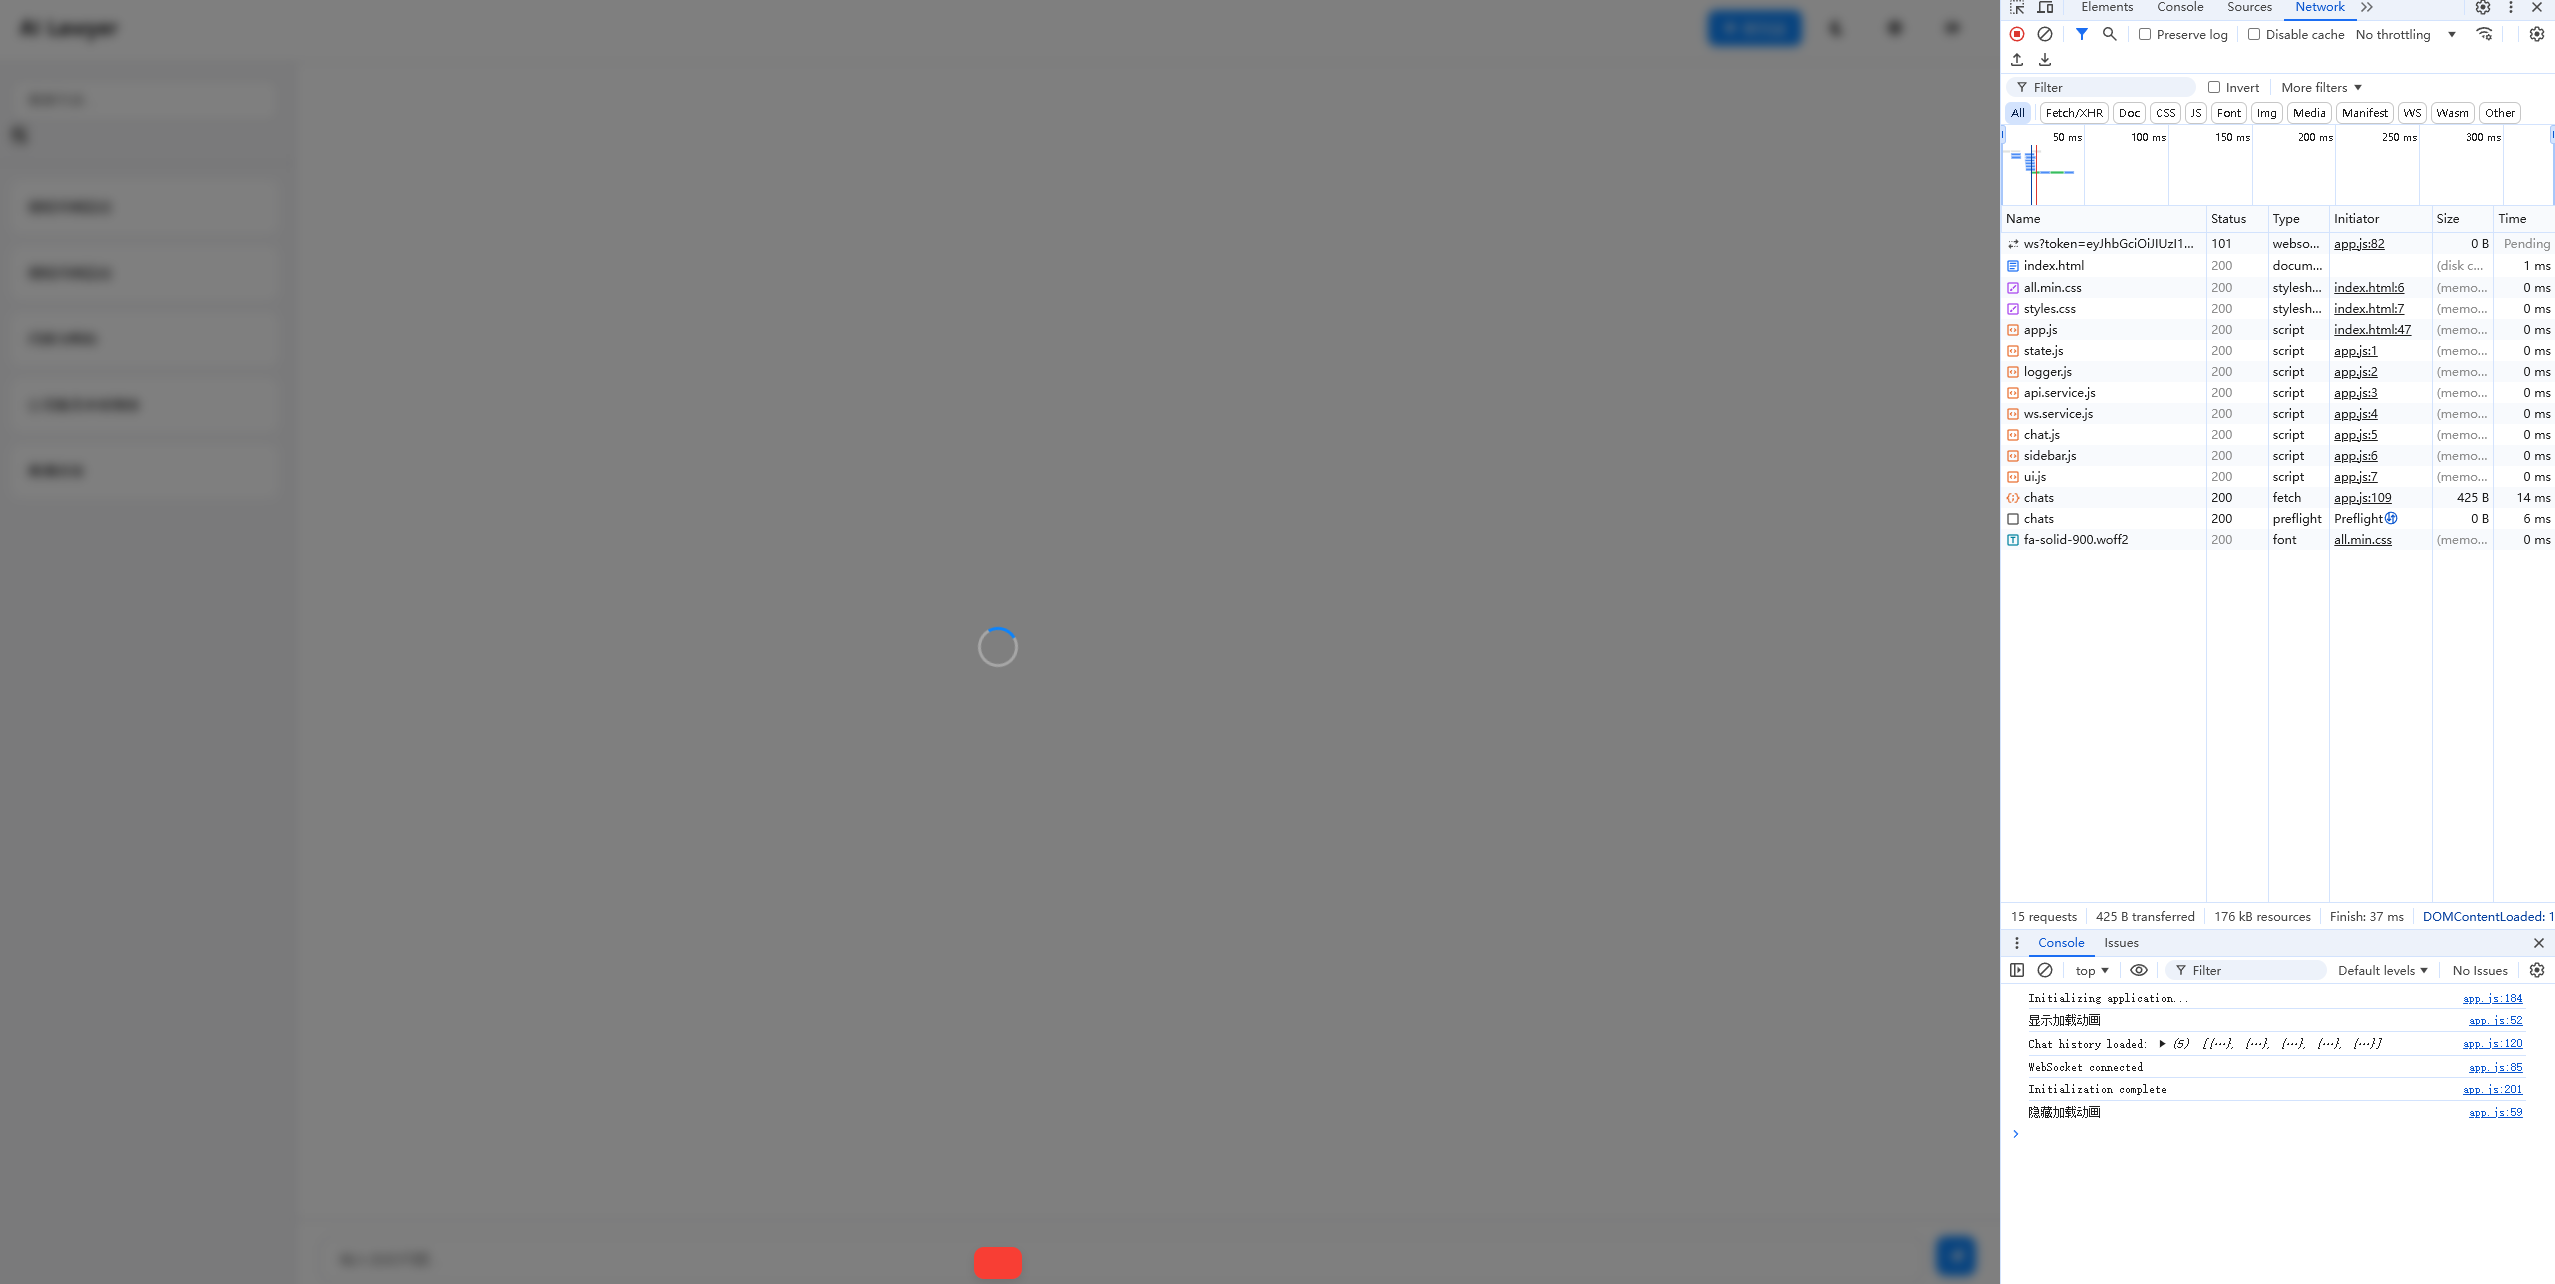 AI Lawyer
Elements Console Sources Network
Preserve log Disable cache No throttling
Filter Invert More filters
All Fetch/XHR Doc CSS JS Font Img Media Manifest WS Wasm Other
50 ms 100 ms 150 ms 200 ms 250 ms 300 ms
Name Status Type Initiator Size Time
ws?token=eyJhbGciOiJIUzI1... 101 webso... app.js:82 0 B Pending
index.html 200 docum... (disk c... 1 ms
all.min.css 200 stylesh... index.html:6 (memo... 0 ms
styles.css 200 stylesh... index.html:7 (memo... 0 ms
app.js 200 script index.html:47 (memo... 0 ms
state.js 200 script app.js:1 (memo... 0 ms
logger.js 200 script app.js:2 (memo... 0 ms
api.service.js 200 script app.js:3 (memo... 0 ms
ws.service.js 200 script app.js:4 (memo... 0 ms
chat.js 200 script app.js:5 (memo... 0 ms
sidebar.js 200 script app.js:6 (memo... 0 ms
ui.js 200 script app.js:7 (memo... 0 ms
chats 200 fetch app.js:109 425 B 14 ms
chats 200 preflight Preflight 0 B 6 ms
fa-solid-900.woff2 200 font all.min.css (memo... 0 ms
15 requests 425 B transferred 176 kB resources Finish: 37 ms DOMContentLoaded: 1
Console Issues
top Filter Default levels No Issues
Initializing application... app.js:184
显示加载动画 app.js:52
Chat history loaded: (5) [{…}, {…}, {…}, {…}, {…}] app.js:120
WebSocket connected app.js:85
Initialization complete app.js:201
隐藏加载动画 app.js:59